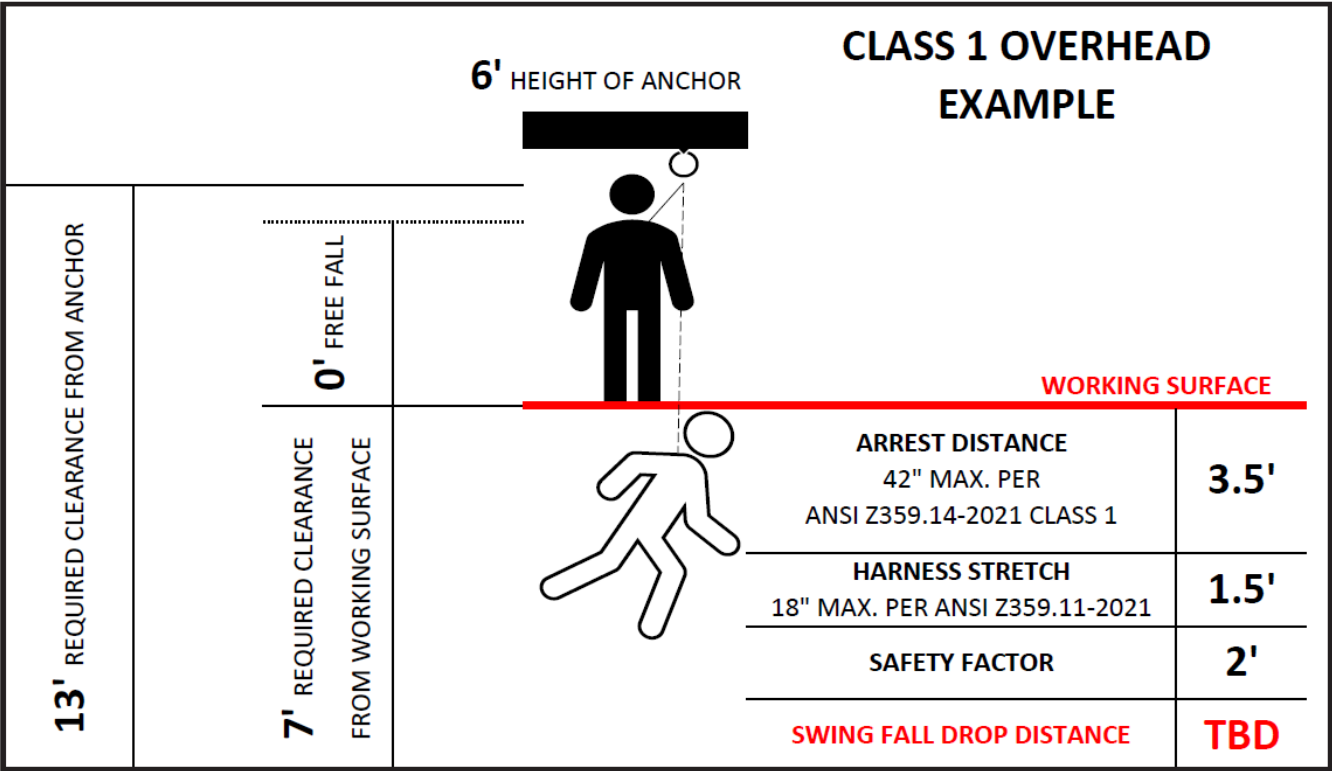 CLASS 1 OVERHEAD
EXAMPLE
6' HEIGHT OF ANCHOR
13' REQUIRED CLEARANCE FROM ANCHOR
0' FREE FALL
7' REQUIRED CLEARANCE
FROM WORKING SURFACE
WORKING SURFACE
ARREST DISTANCE
42" MAX. PER
ANSI Z359.14-2021 CLASS 1
3.5'
HARNESS STRETCH
18" MAX. PER ANSI Z359.11-2021
1.5'
SAFETY FACTOR
2'
SWING FALL DROP DISTANCE
TBD